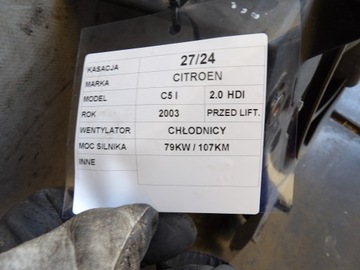 KASACJA 27/24
MARKA CITROEN
MODEL C5 I 2.0 HDI
ROK 2003 PRZED LIFT.
WENTYLATOR CHŁODNICY
MOC SILNIKA 79KW / 107KM
INNE